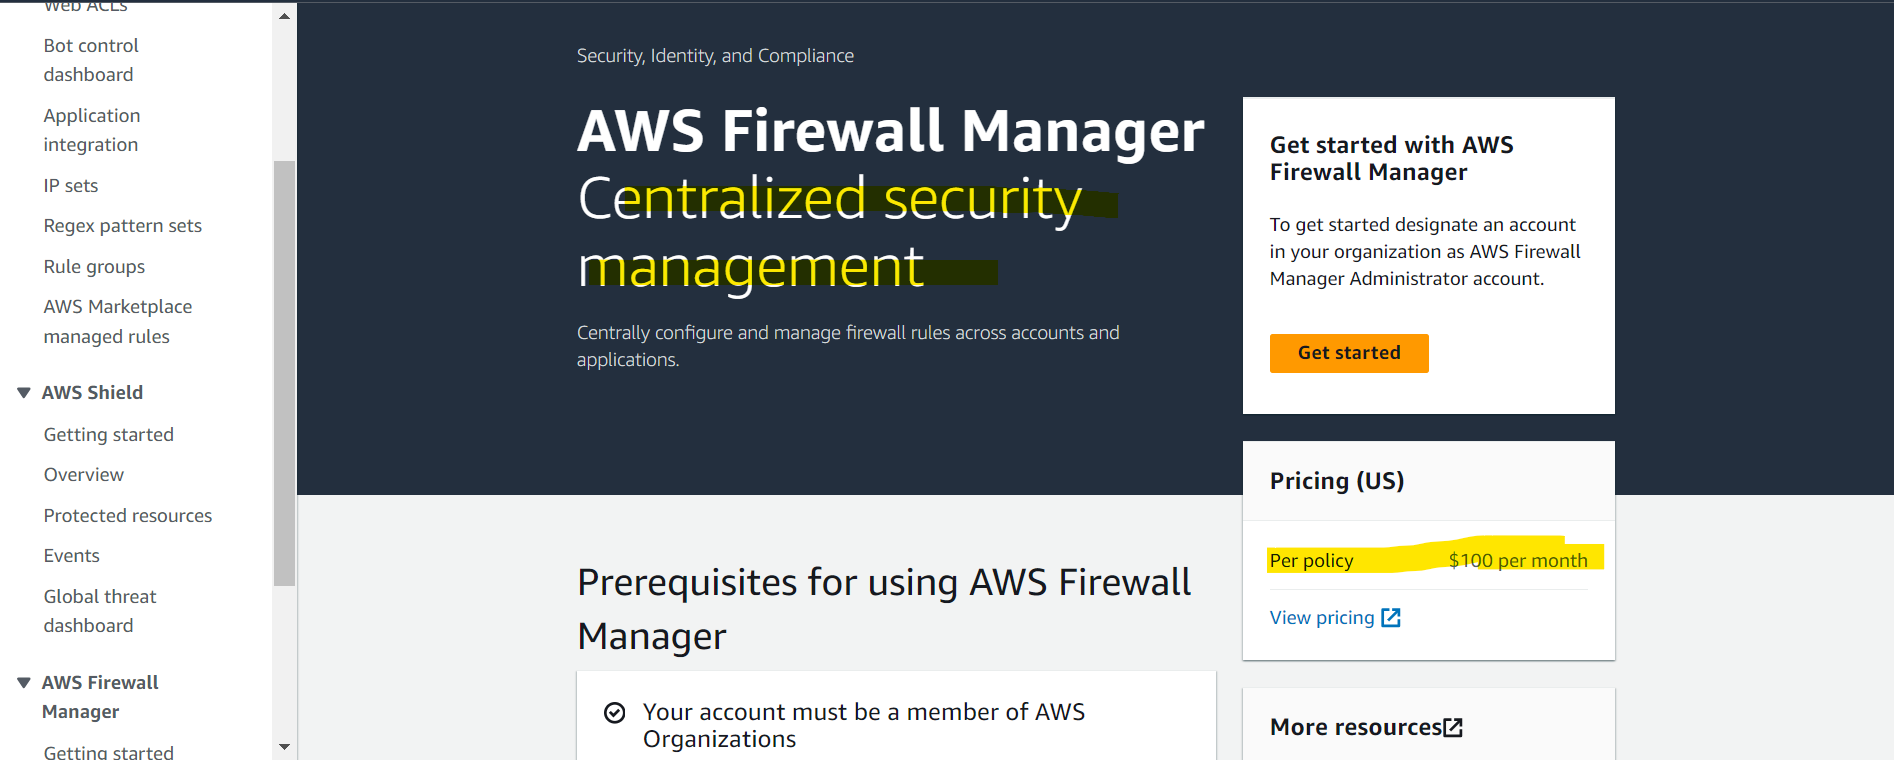 Web ACLs
Bot control
dashboard
Application
integration
IP sets
Regex pattern sets
Rule groups
AWS Marketplace
managed rules
AWS Shield
Getting started
Overview
Protected resources
Events
Global threat
dashboard
AWS Firewall
Manager
Getting started
Security, Identity, and Compliance
AWS Firewall Manager
Centralized security
management
Centrally configure and manage firewall rules across accounts and
applications.
Get started with AWS
Firewall Manager
To get started designate an account
in your organization as AWS Firewall
Manager Administrator account.
Get started
Pricing (US)
Per policy $100 per month
View pricing
Prerequisites for using AWS Firewall
Manager
Your account must be a member of AWS
Organizations
More resources